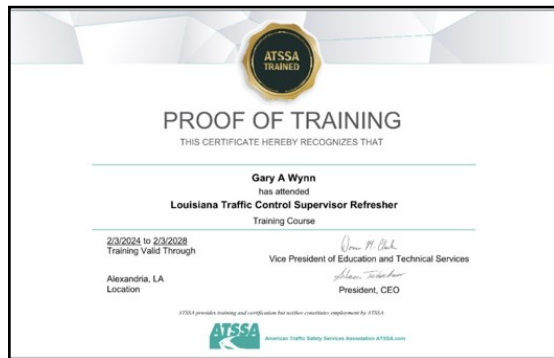 ATSSA
TRAINED
PROOF OF TRAINING
THIS CERTIFICATE HEREBY RECOGNIZES THAT
Gary A Wynn
has attended
Louisiana Traffic Control Supervisor Refresher
Training Course
2/3/2024 to 2/3/2028
Training Valid Through
Vice President of Education and Technical Services
Alexandria, LA
Location
President, CEO
ATSSA provides training and certification but neither constitutes employment by ATSSA
ATSSA
American Traffic Safety Services Association ATSSA.com